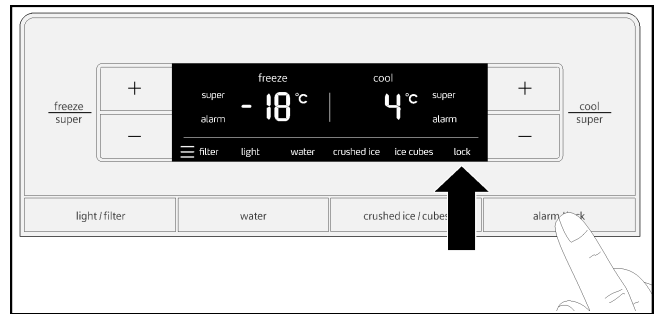 freeze
super
+
−
freeze cool
super - 18 °C 4 °C super
alarm alarm
filter light water crushed ice ice cubes lock
+
−
cool
super
light / filter water crushed ice / cubes alarm